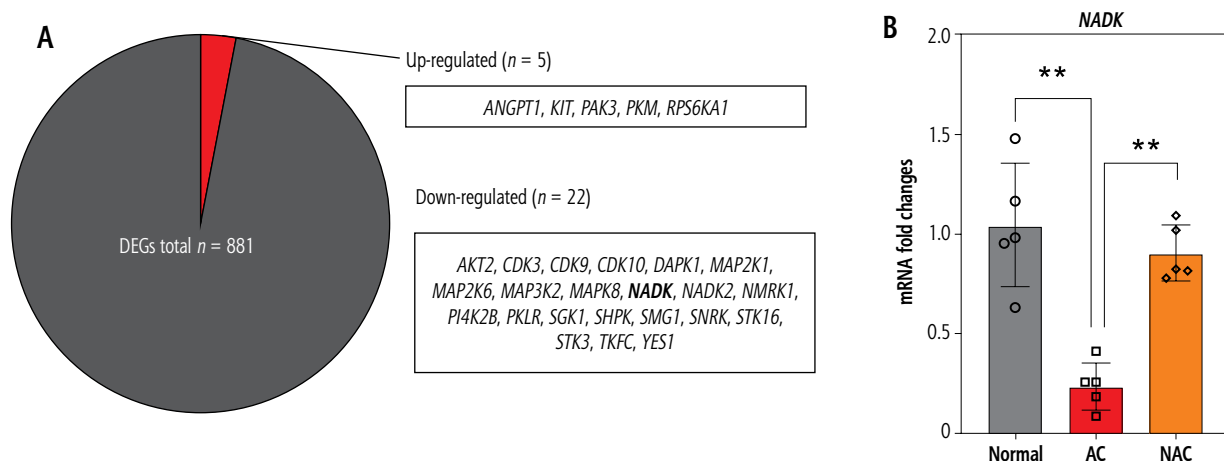 A
Up-regulated (n = 5)
ANGPT1, KIT, PAK3, PKM, RPS6KA1
Down-regulated (n = 22)
DEGs total n = 881
AKT2, CDK3, CDK9, CDK10, DAPK1, MAP2K1,
MAP2K6, MAP3K2, MAPK8, NADK, NADK2, NMRK1,
PI4K2B, PKLR, SGK1, SHPK, SMG1, SNRK, STK16,
STK3, TKFC, YES1
B
NADK
mRNA fold changes
2.0
1.5
1.0
0.5
0
**
**
Normal
AC
NAC